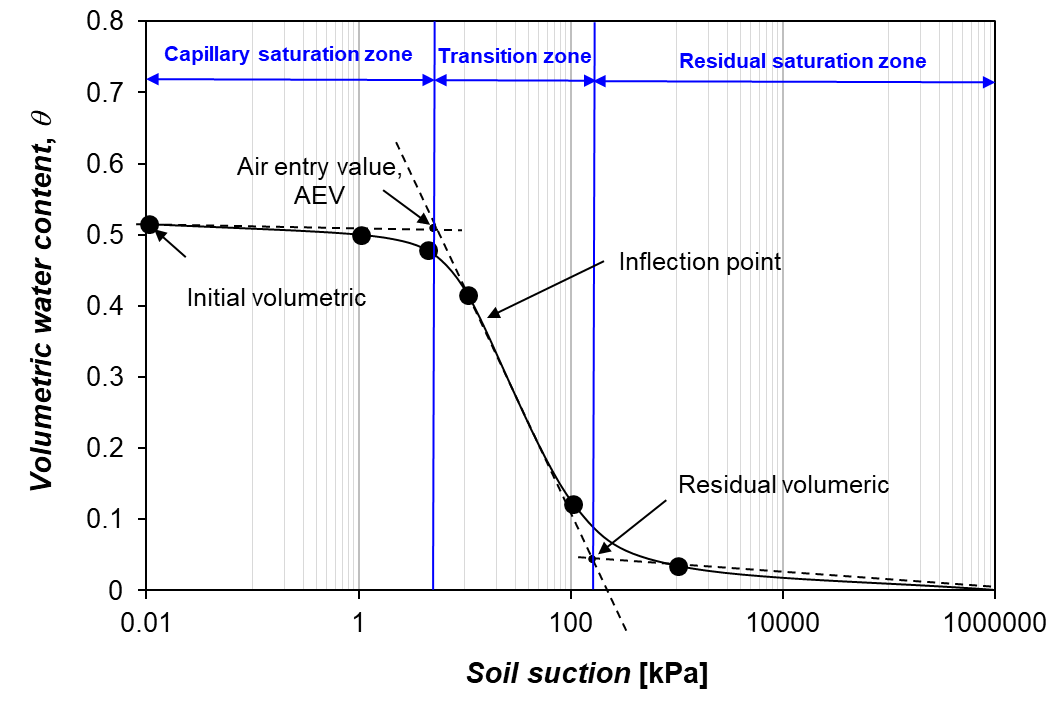 0.8
Capillary saturation zone
Transition zone
Residual saturation zone
0.7
0.6
Air entry value,
AEV
0.5
Inflection point
Initial volumetric
0.4
0.3
0.2
Residual volumeric
0.1
0
0.01
1
100
10000
1000000
Volumetric water content, θ
Soil suction [kPa]